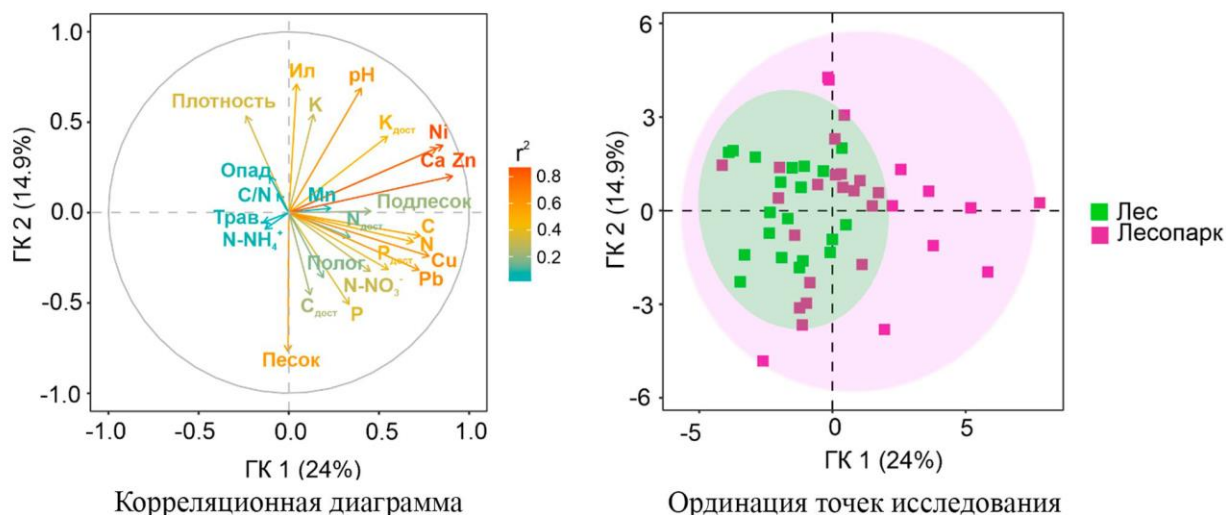 1.0
0.5
0.0
-0.5
-1.0
ГК 2 (14.9%)
Ил
pH
Плотность
K
Kдост
Ni
Ca Zn
Опад
C/N
Mn
Подлесок
Трав
Nдост
N-NH₄⁺
C
N
Полог
Pдост
Cu
N-NO₃⁻
Pb
Cдост
P
Песок
-1.0 -0.5 0.0 0.5 1.0
ГК 1 (24%)
Корреляционная диаграмма
r²
0.8
0.6
0.4
0.2
6
3
0
-3
-6
ГК 2 (14.9%)
-5 0 5
ГК 1 (24%)
Ординация точек исследования
Лес
Лесопарк